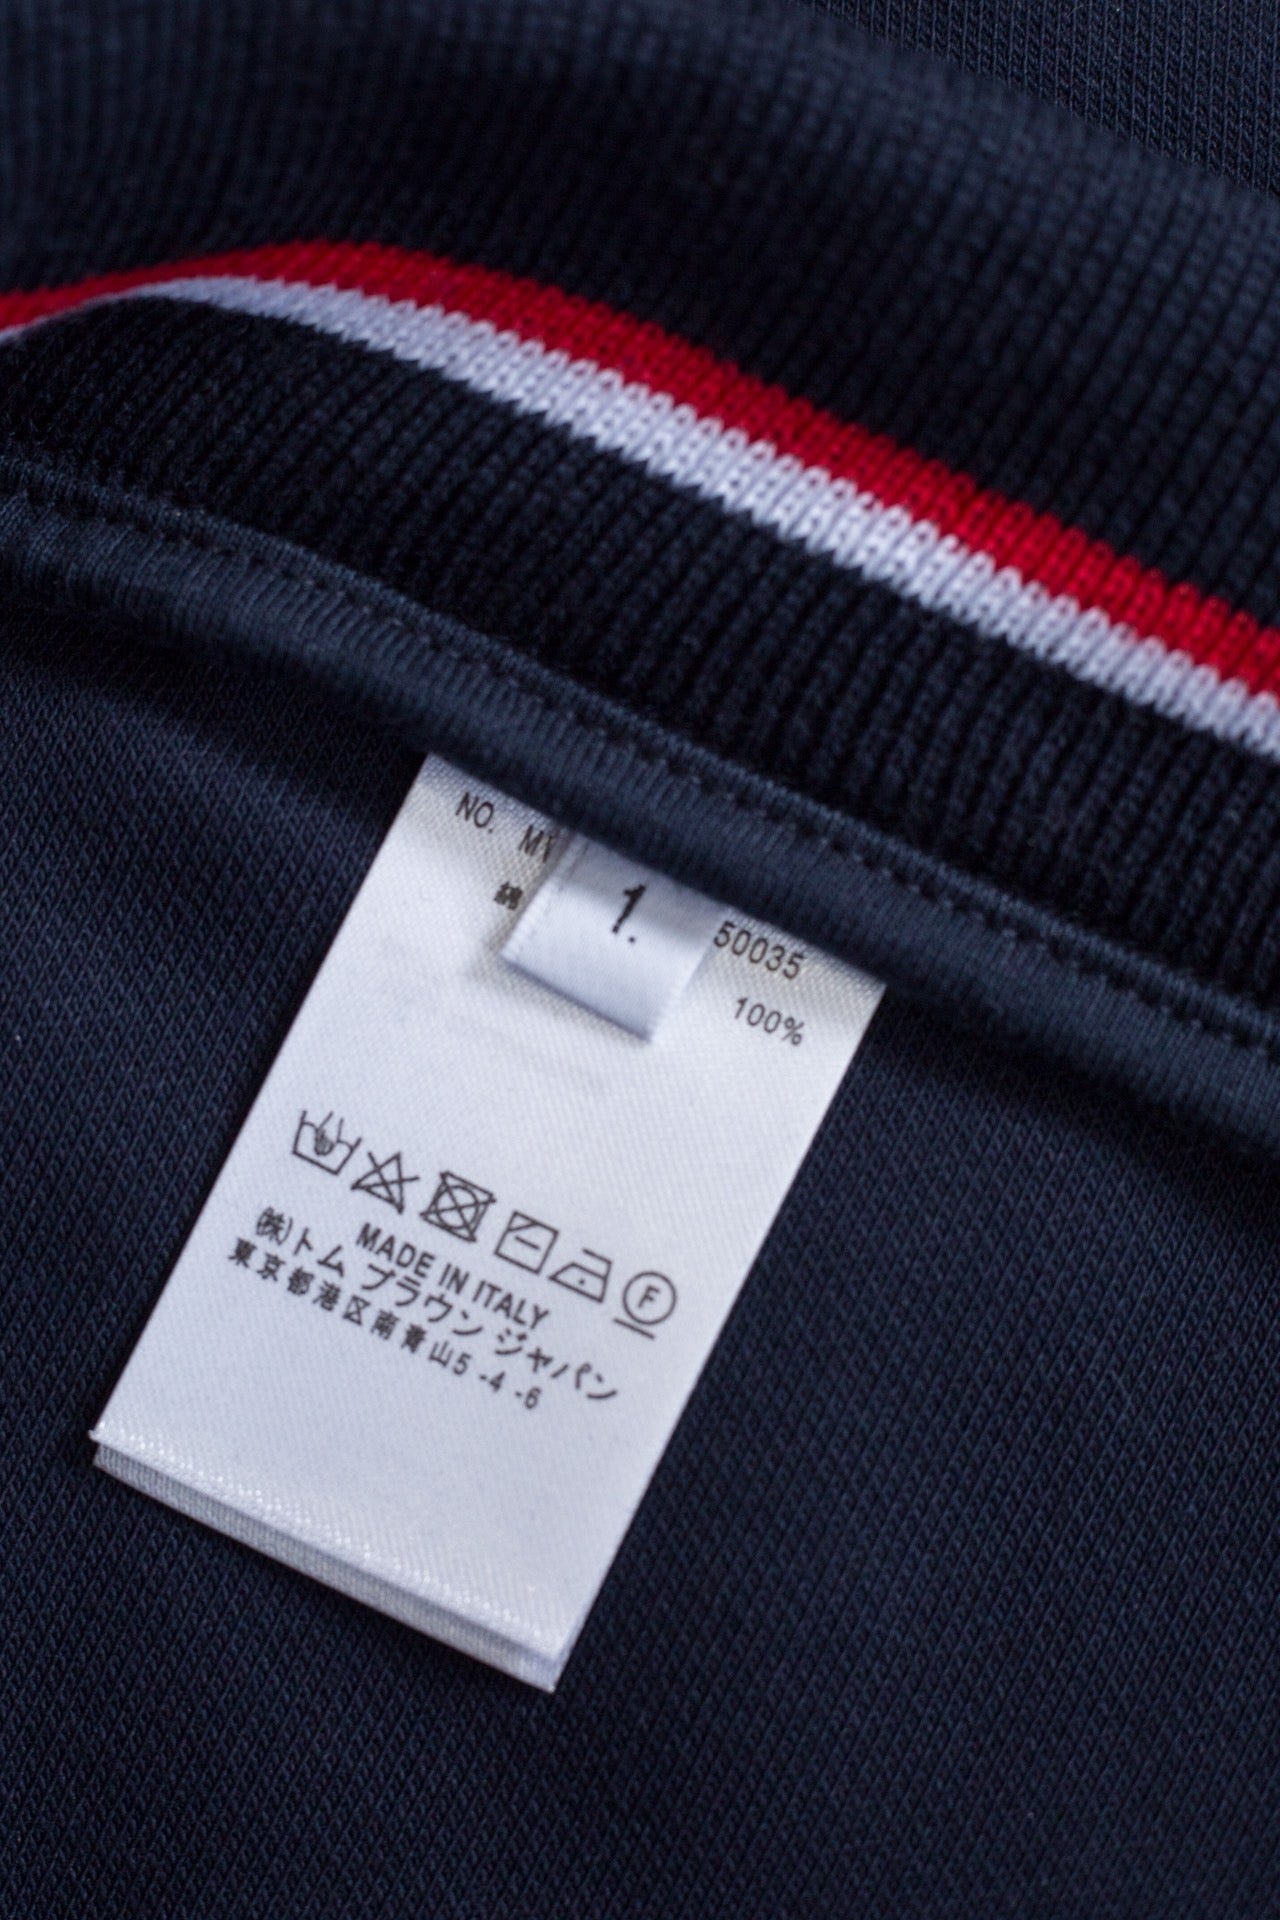 NO. M 50035
綿 100%
1.
F
MADE IN ITALY
(株)トム ブラウン ジャパン
東京都港区南青山5-4-6